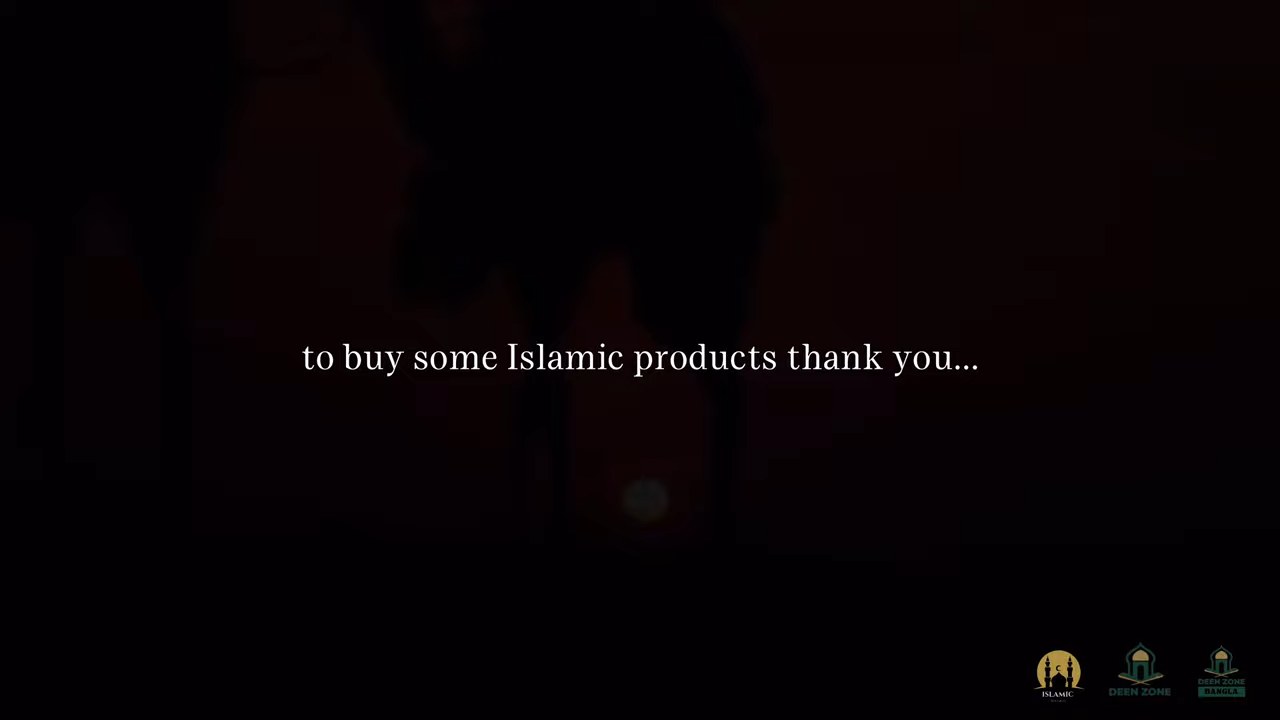 to buy some Islamic products thank you...
ISLAMIC
DEEN ZONE
DEEN ZONE
BANGLA